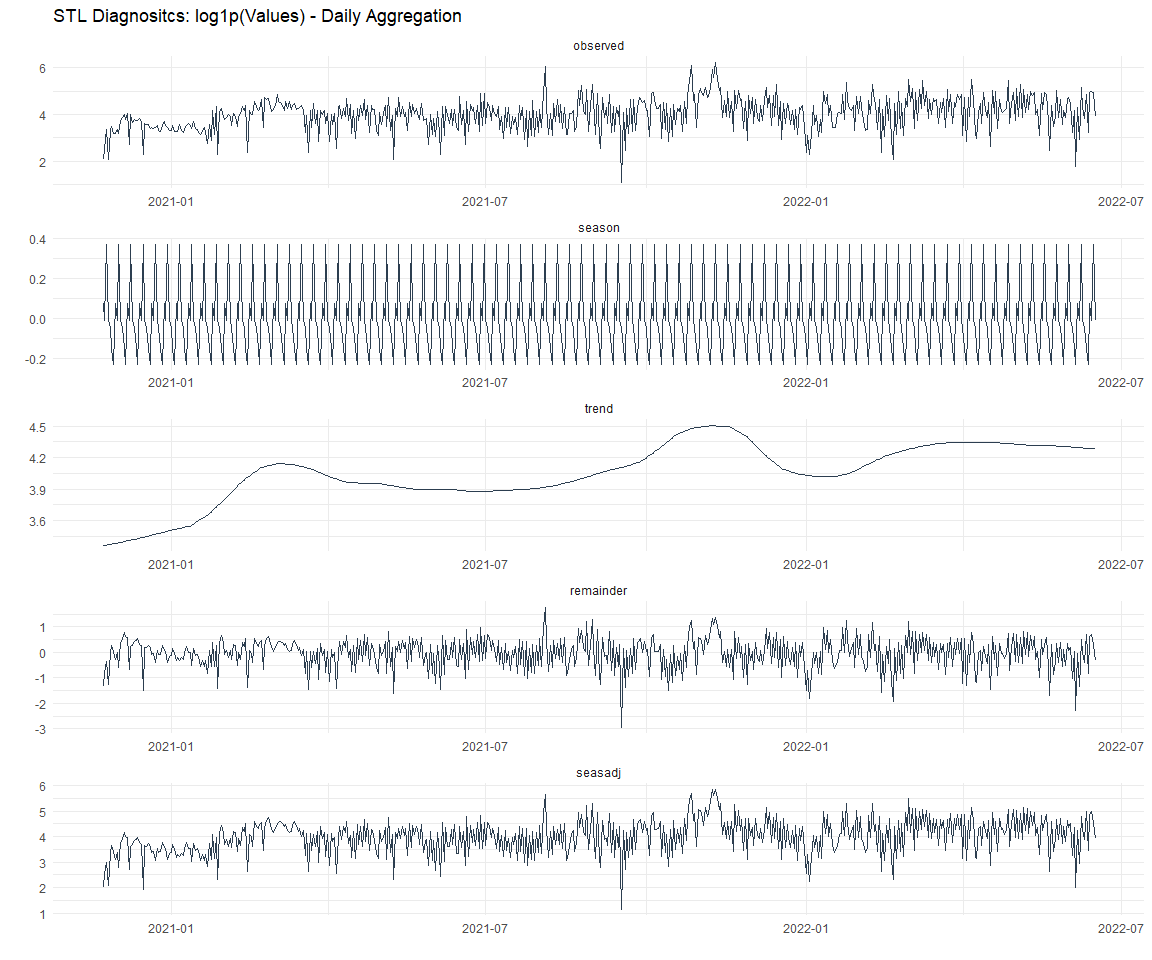 STL Diagnositcs: log1p(Values) - Daily Aggregation
observed
6
4
2
2021-01 2021-07 2022-01 2022-07
season
0.4
0.2
0.0
-0.2
2021-01 2021-07 2022-01 2022-07
trend
4.5
4.2
3.9
3.6
2021-01 2021-07 2022-01 2022-07
remainder
1
0
-1
-2
-3
2021-01 2021-07 2022-01 2022-07
seasadj
6
5
4
3
2
1
2021-01 2021-07 2022-01 2022-07